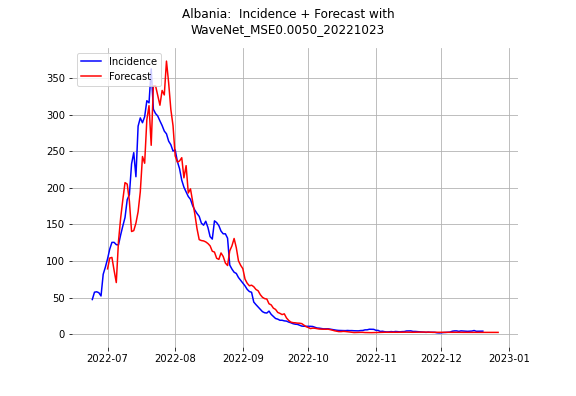 Albania:  Incidence + Forecast with
WaveNet_MSE0.0050_20221023
Incidence
Forecast
350
300
250
200
150
100
50
0
2022-07 2022-08 2022-09 2022-10 2022-11 2022-12 2023-01